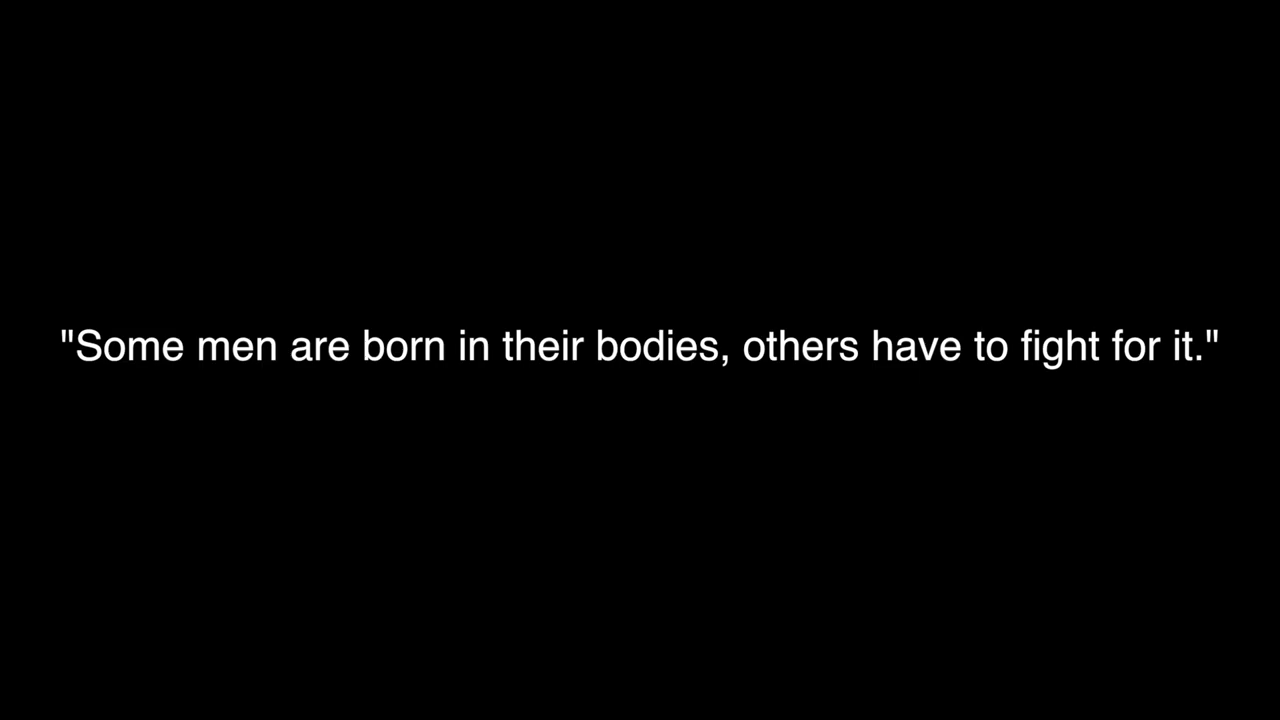 "Some men are born in their bodies, others have to fight for it."